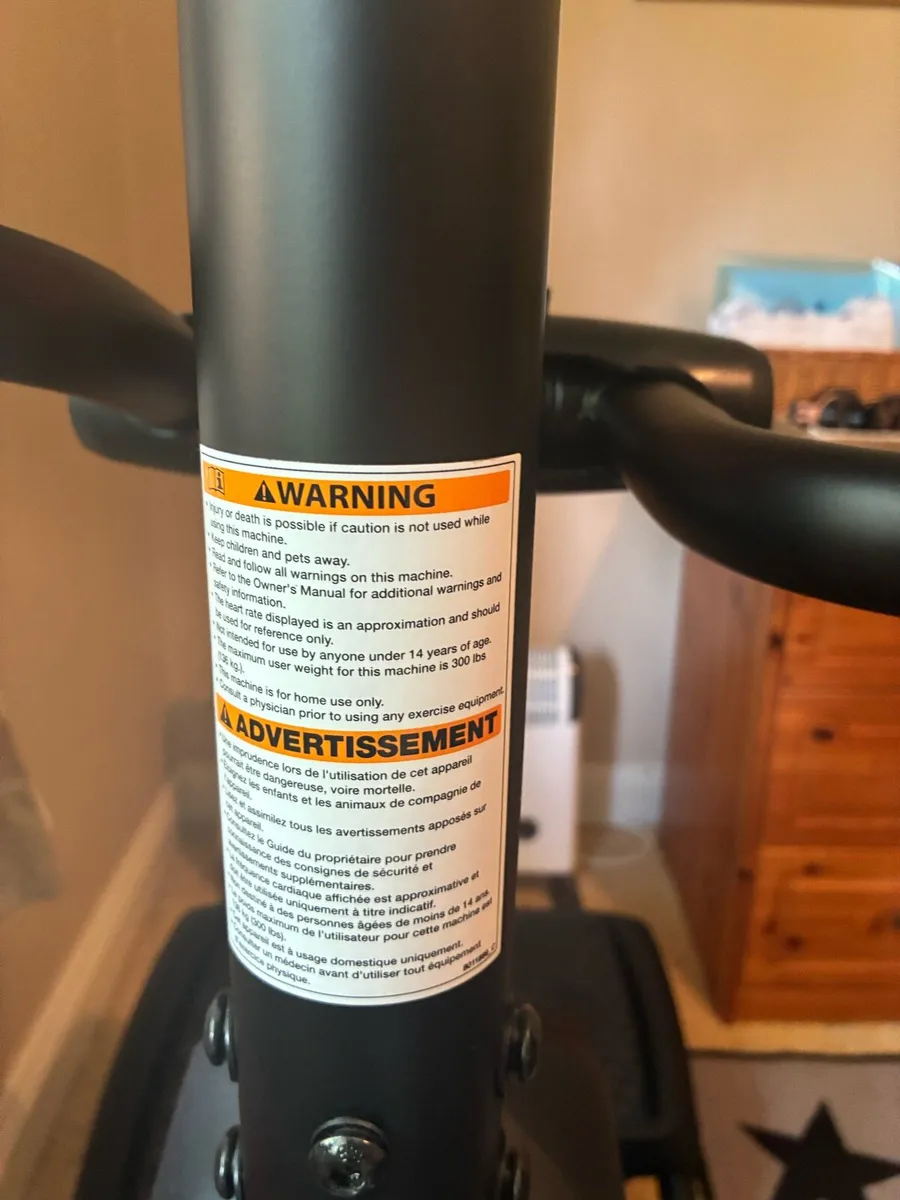 WARNING
• Injury or death is possible if caution is not used while
using this machine.
• Keep children and pets away.
• Read and follow all warnings on this machine.
• Refer to the Owner's Manual for additional warnings and
safety information.
• The heart rate displayed is an approximation and should
be used for reference only.
• Not intended for use by anyone under 14 years of age.
• The maximum user weight for this machine is 300 lbs
(136 kg.).
• This machine is for home use only.
• Consult a physician prior to using any exercise equipment.
ADVERTISSEMENT
• Une imprudence lors de l'utilisation de cet appareil
pourrait être dangereuse, voire mortelle.
• Éloignez les enfants et les animaux de compagnie de
l'appareil.
• Lisez et assimilez tous les avertissements apposés sur
cet appareil.
• Consultez le Guide du propriétaire pour prendre
connaissance des consignes de sécurité et
avertissements supplémentaires.
• La fréquence cardiaque affichée est approximative et
doit être utilisée uniquement à titre indicatif.
destiné à des personnes âgées de moins de 14 ans.
poids maximum de l'utilisateur pour cette machine est
kg (300 lbs).
• Cet appareil est à usage domestique uniquement.
• Consulter un médecin avant d'utiliser tout équipement
d'exercice physique.